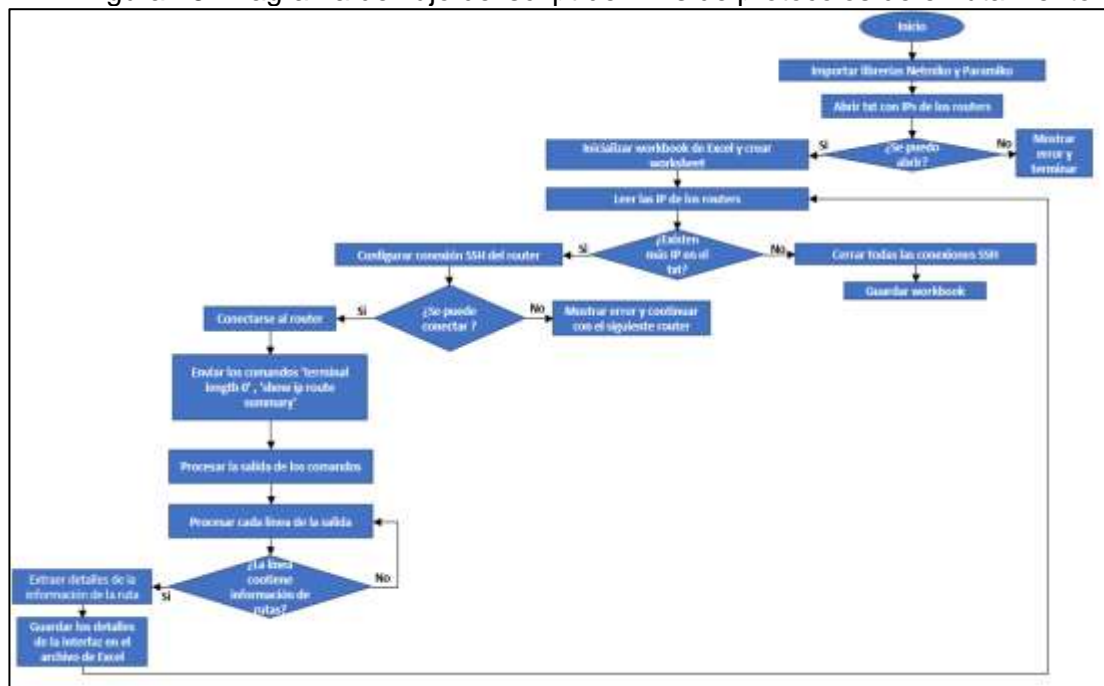 Inicio
Importar librerías Netmiko y Paramiko
Abrir txt con IPs de los routers
¿Se puedo
abrir?
Si
No
Mostrar
error y
terminar
Inicializar workbook de Excel y crear
worksheet
Leer las IP de los routers
¿Existen
más IP en el
txt?
Si
No
Cerrar todas las conexiones SSH
Guardar workbook
Configurar conexión SSH del router
¿Se puede
conectar ?
Si
No
Mostrar error y continuar
con el siguiente router
Conectarse al router
Enviar los comandos 'terminal
length 0' , 'show ip route
summary'
Procesar la salida de los comandos
Procesar cada línea de la salida
¿La línea
contiene
información de
rutas?
No
Si
Extraer detalles de la
información de la ruta
Guardar los detalles
de la interfaz en el
archivo de Excel